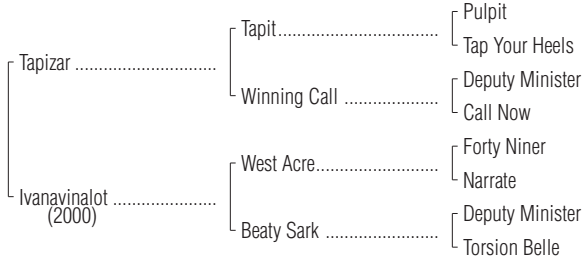 Pulpit
Tapit
Tap Your Heels
Tapizar
Deputy Minister
Winning Call
Call Now
Forty Niner
West Acre
Narrate
Ivanavinalot
(2000)
Deputy Minister
Beaty Sark
Torsion Belle